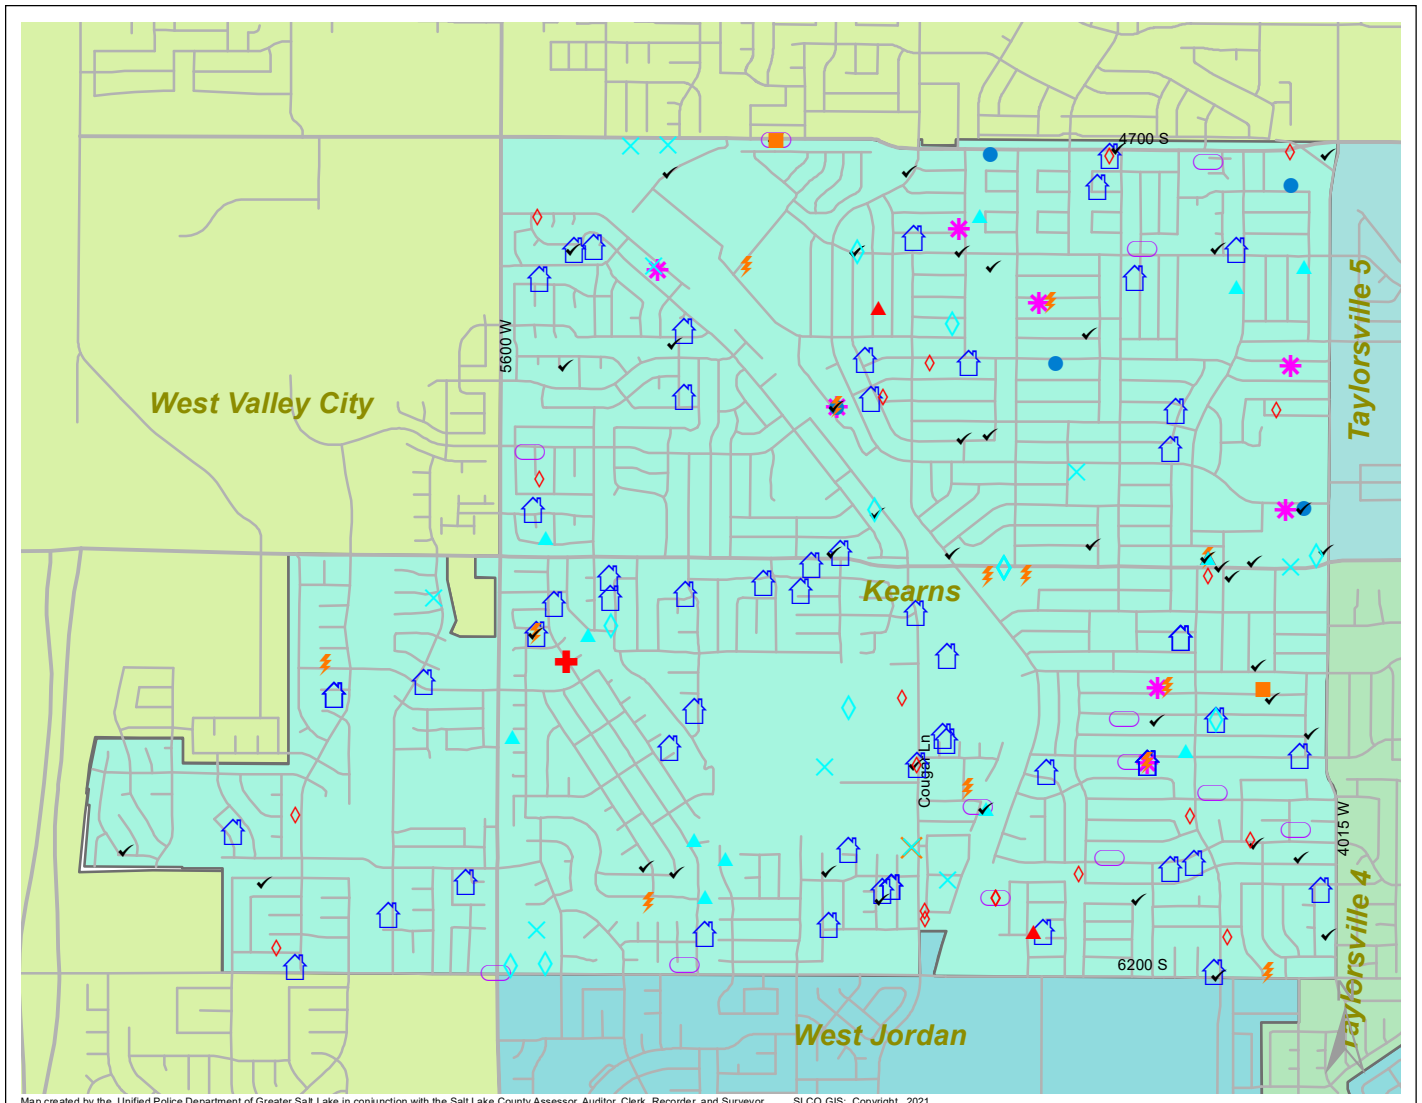 4700 S
5600 W
Taylorsville 5
West Valley City
Kearns
Cougar Ln
4015 W
Taylorsville 4
6200 S
West Jordan
Map created by the Unified Police Department of Greater Salt Lake in conjunction with the Salt Lake County Assessor, Auditor, Clerk, Recorder, and Surveyor. SLCO GIS: Copyright, 2021